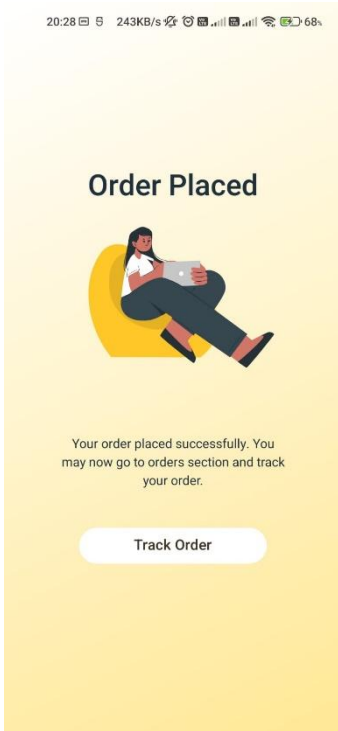 20:28 243KB/s 68%
Order Placed
Your order placed successfully. You
may now go to orders section and track
your order.
Track Order